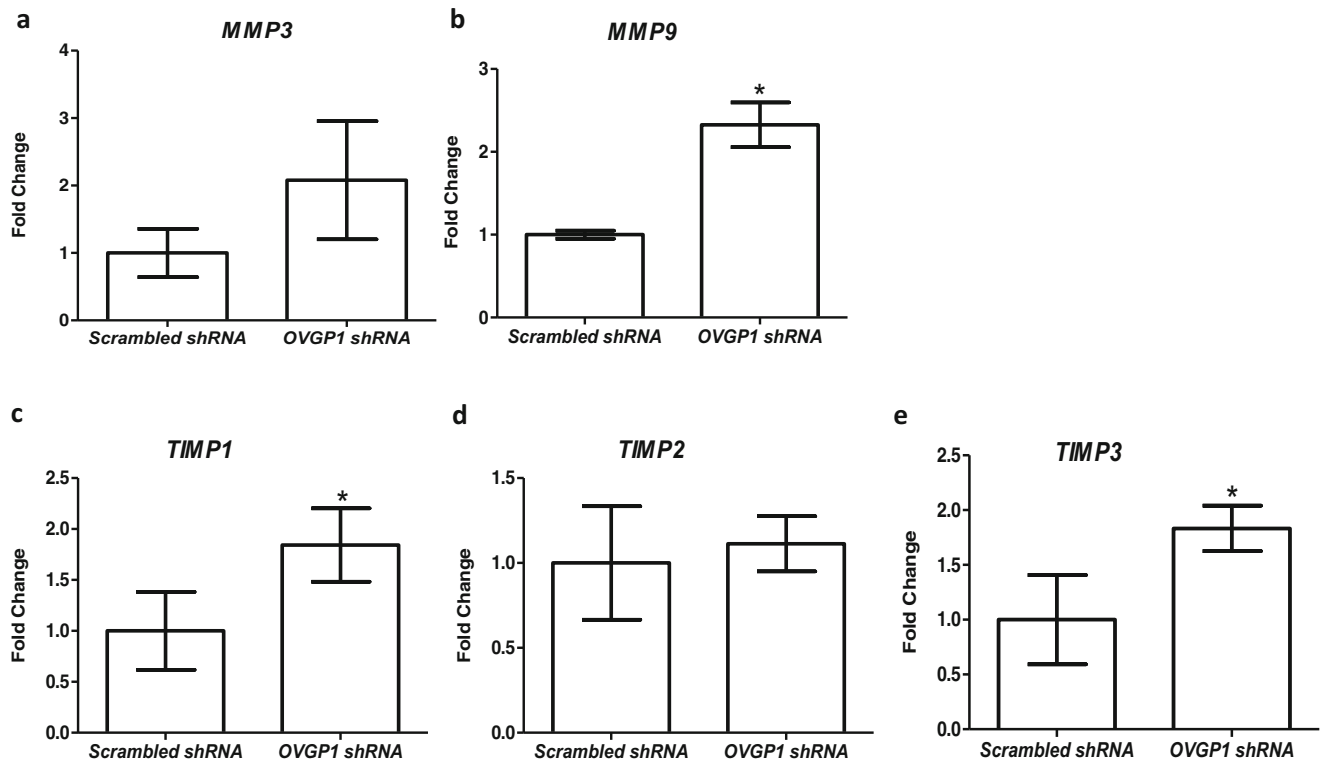 a
MMP3
Fold Change
4
3
2
1
0
Scrambled shRNA
OVGP1 shRNA
b
MMP9
Fold Change
3
2
1
0
*
Scrambled shRNA
OVGP1 shRNA
c
TIMP1
Fold Change
2.5
2.0
1.5
1.0
0.5
0.0
*
Scrambled shRNA
OVGP1 shRNA
d
TIMP2
Fold Change
1.5
1.0
0.5
0.0
Scrambled shRNA
OVGP1 shRNA
e
TIMP3
Fold Change
2.5
2.0
1.5
1.0
0.5
0.0
*
Scrambled shRNA
OVGP1 shRNA